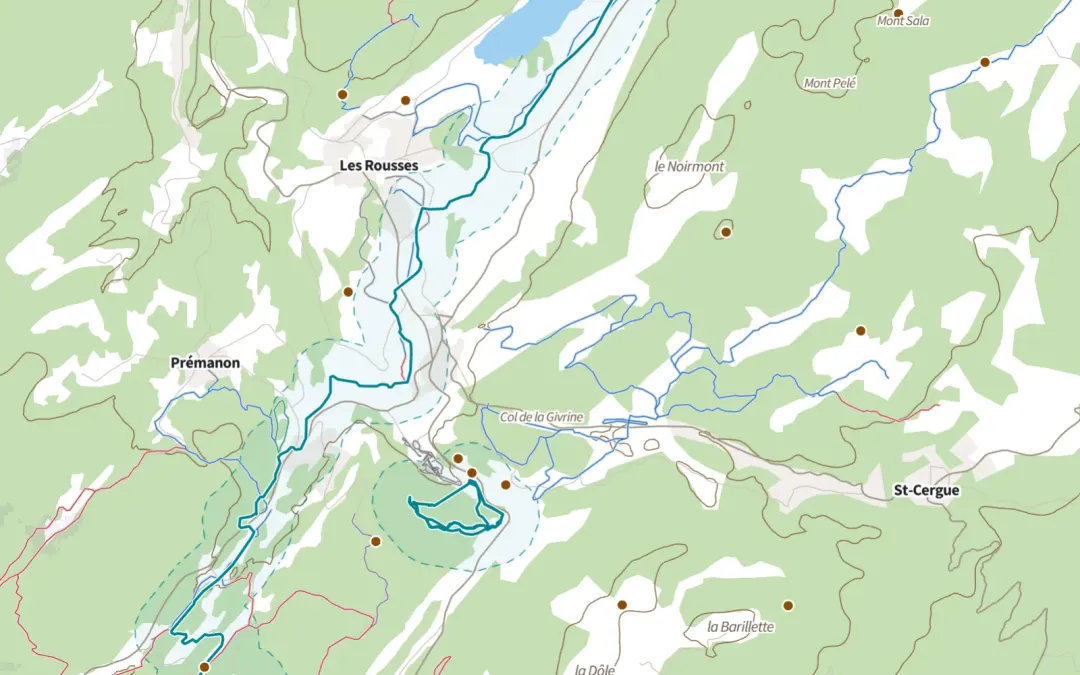 Mont Sala
Mont Pelé
Les Rousses
le Noirmont
Prémanon
Col de la Givrine
St-Cergue
la Barillette
la Dôle